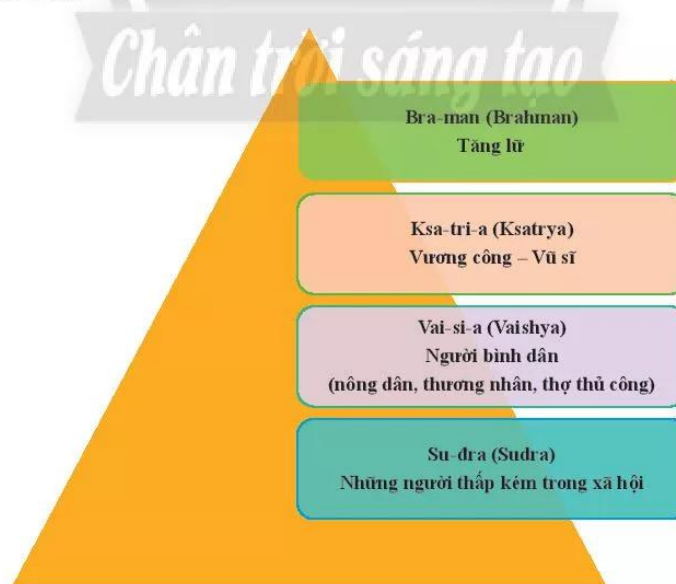 Chân trời sáng tạo
Bra-man (Brahman)
Tăng lữ
Ksa-tri-a (Ksatrya)
Vương công – Vũ sĩ
Vai-si-a (Vaishya)
Người bình dân
(nông dân, thương nhân, thợ thủ công)
Su-đra (Sudra)
Những người thấp kém trong xã hội